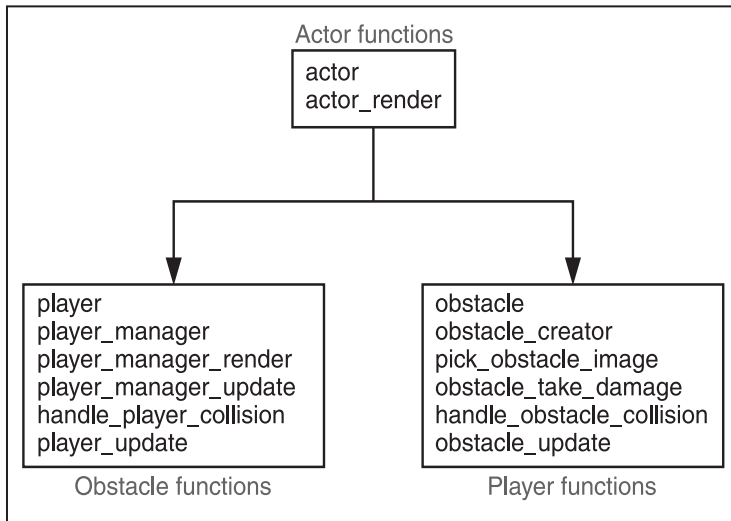 Actor functions
actor
actor_render
player
player_manager
player_manager_render
player_manager_update
handle_player_collision
player_update
Obstacle functions
obstacle
obstacle_creator
pick_obstacle_image
obstacle_take_damage
handle_obstacle_collision
obstacle_update
Player functions